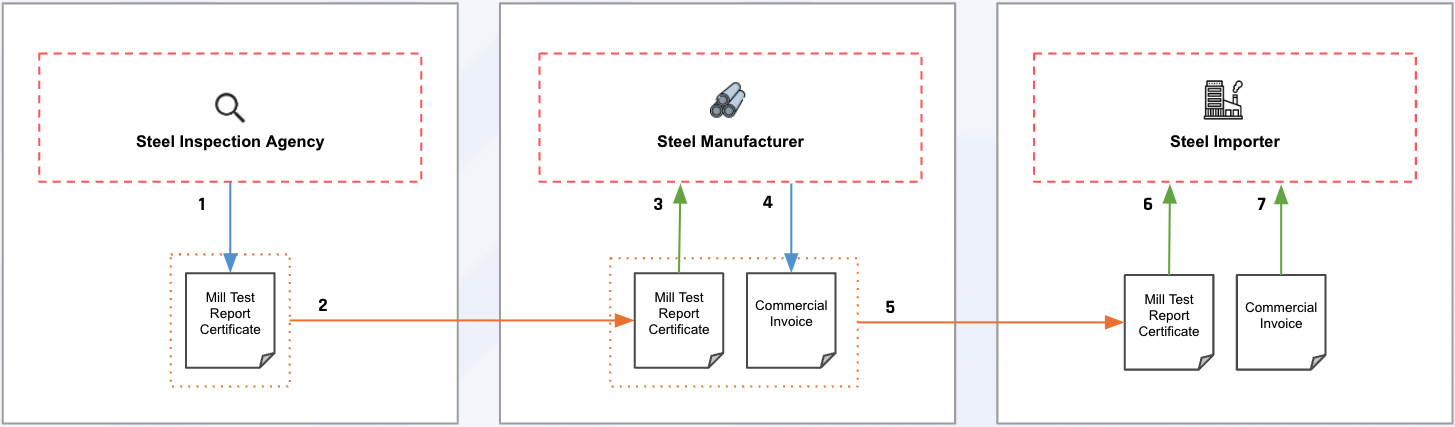 Steel Inspection Agency
1
Mill Test
Report
Certificate
2
Steel Manufacturer
3
4
Mill Test
Report
Certificate
Commercial
Invoice
5
Steel Importer
6
7
Mill Test
Report
Certificate
Commercial
Invoice